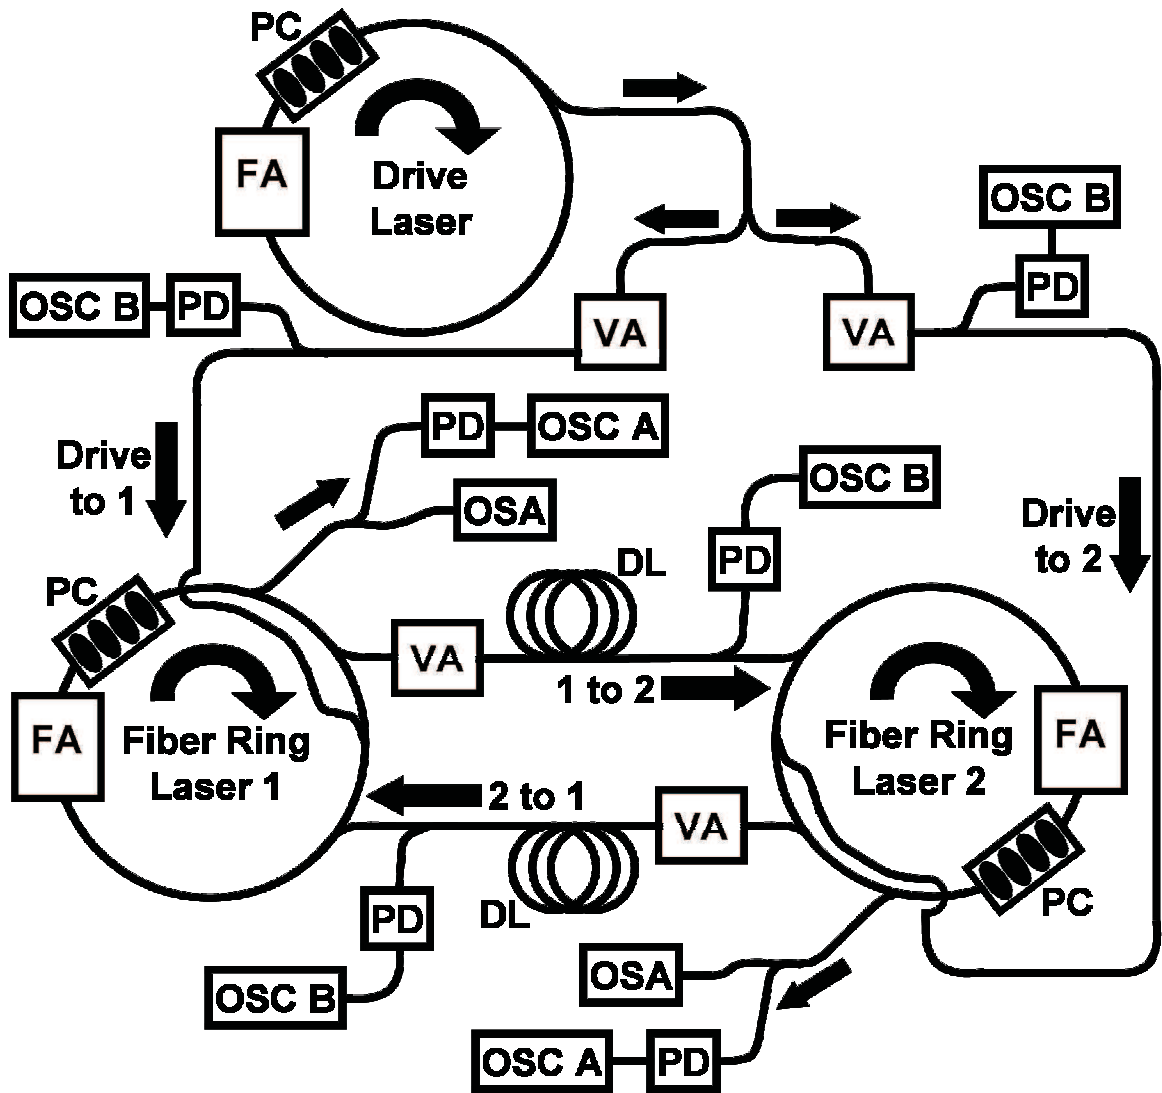 PC
FA
Drive
Laser
OSC B
PD
OSC B
PD
VA
VA
PD
OSC A
Drive
to 1
OSA
OSC B
Drive
to 2
PD
DL
PC
VA
1 to 2
FA
Fiber Ring
Laser 1
Fiber Ring
Laser 2
FA
2 to 1
VA
PC
DL
PD
OSC B
OSA
OSC A
PD